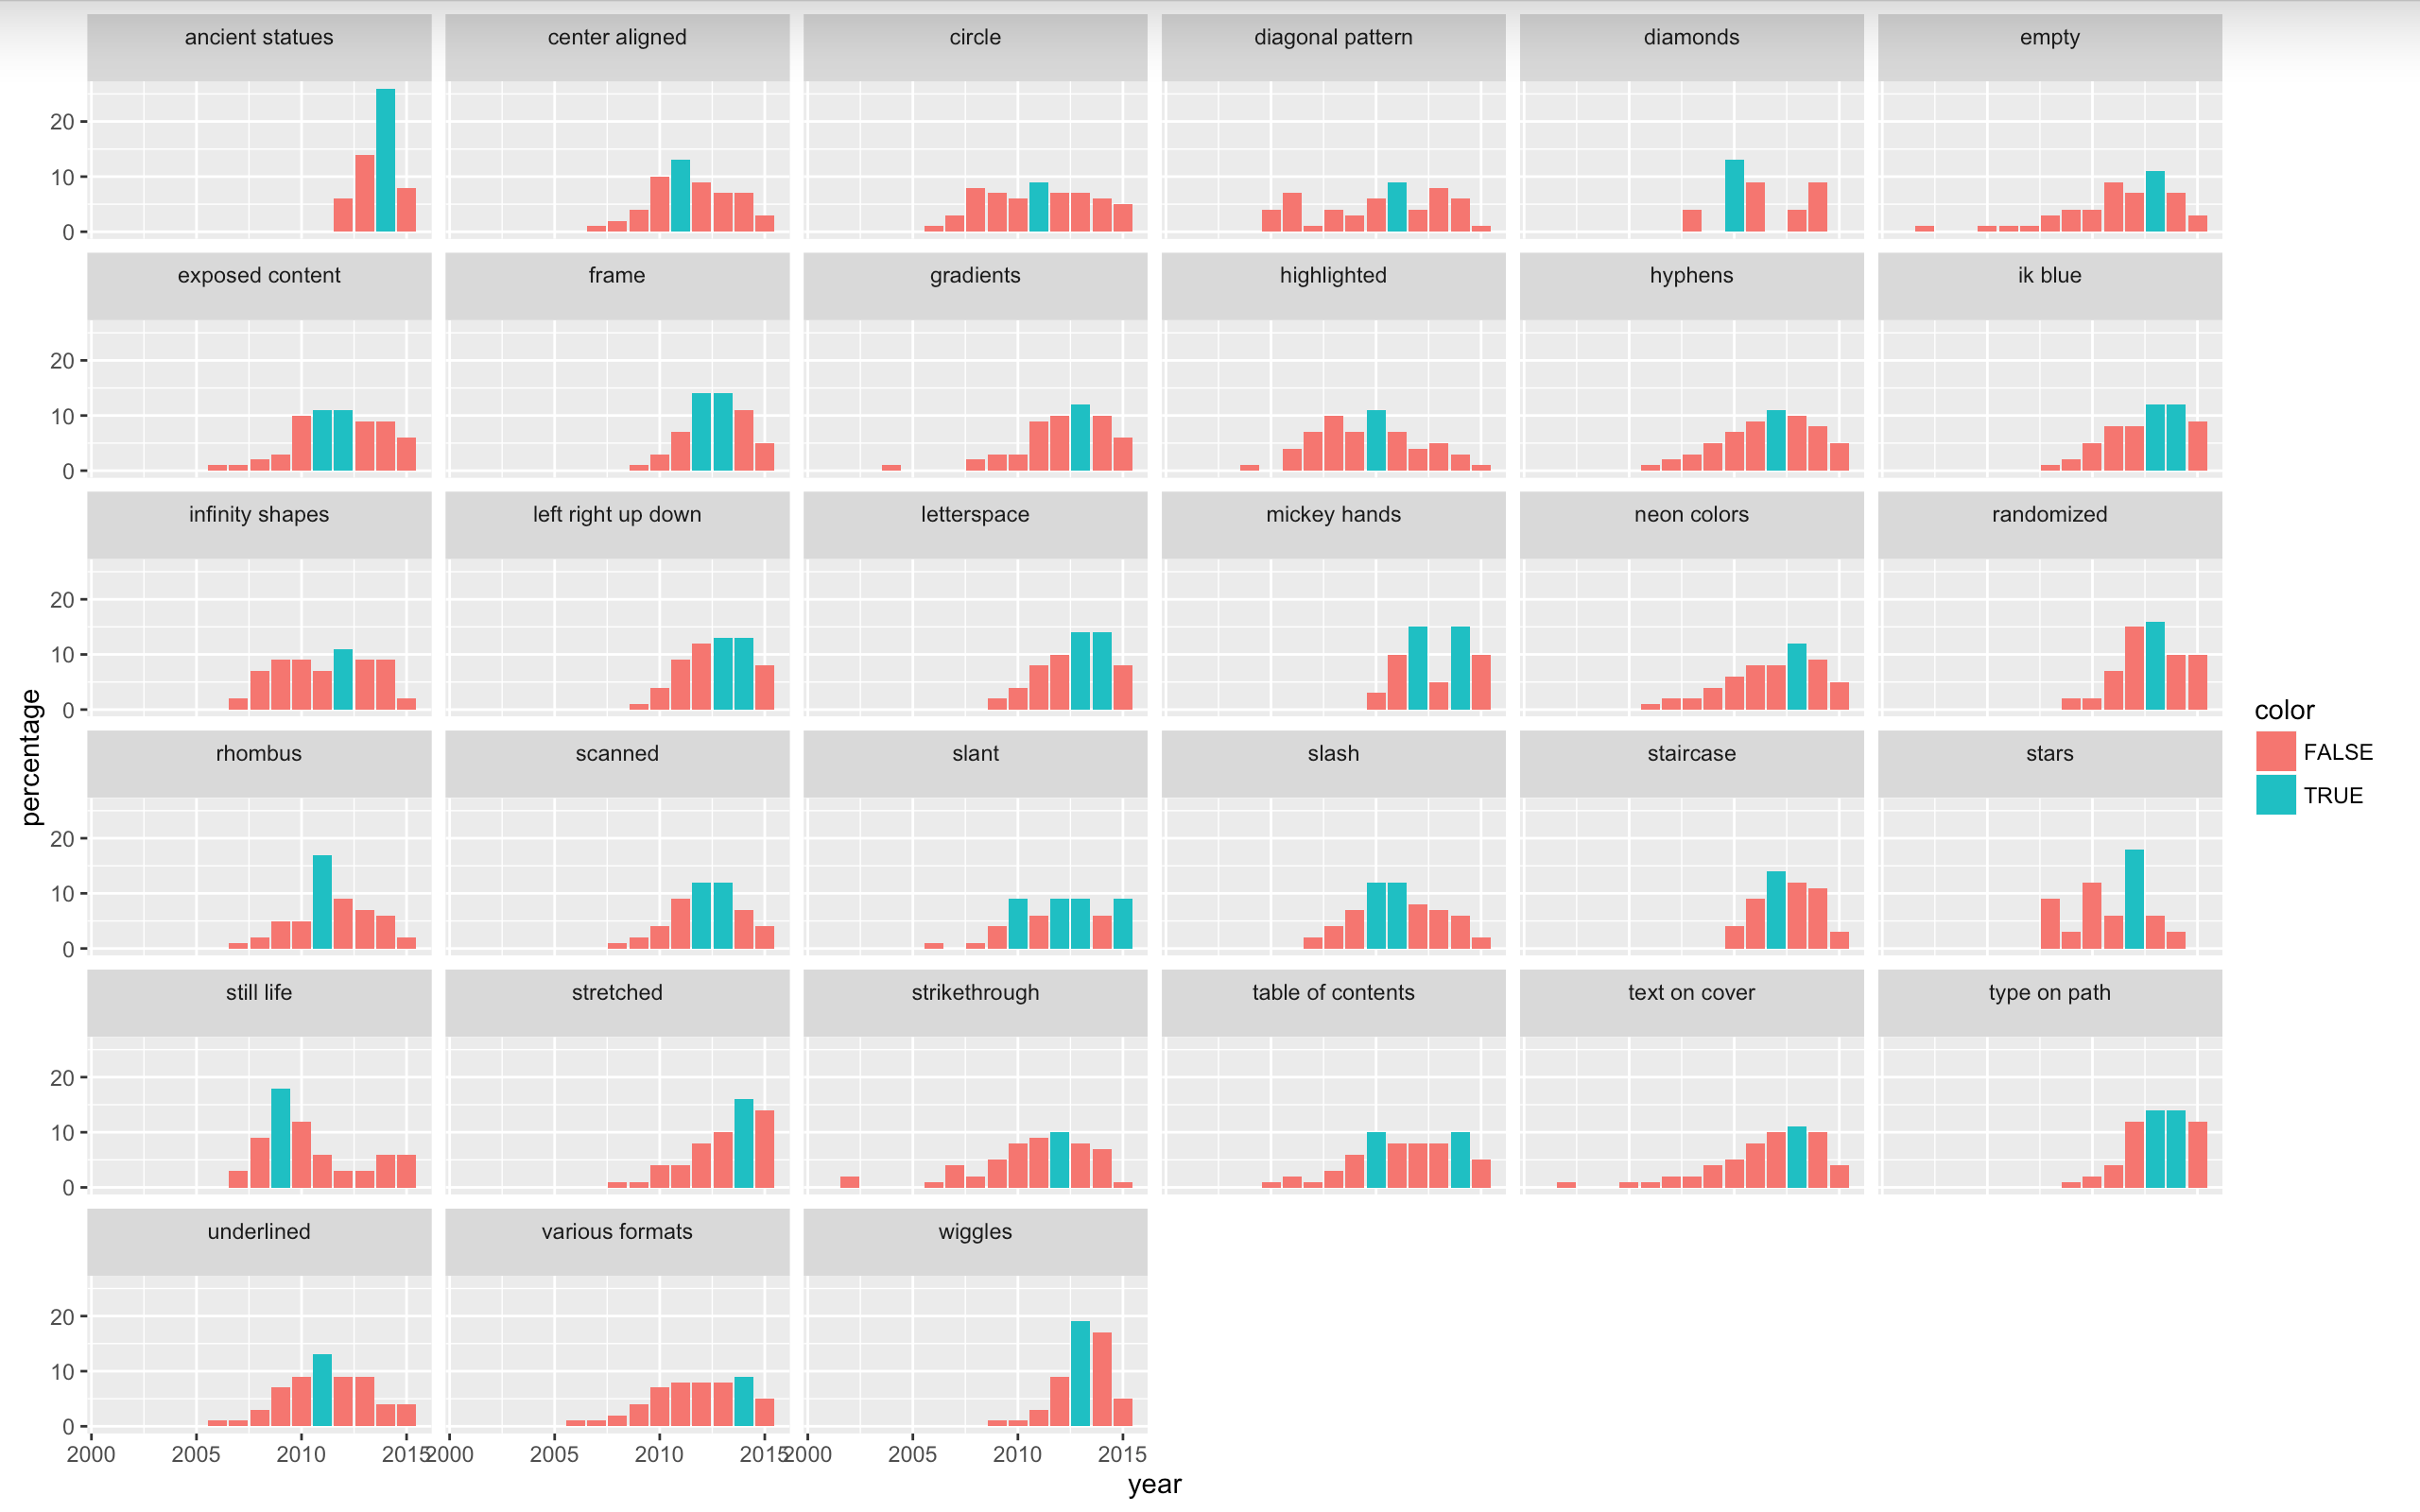 ancient statues
center aligned
circle
diagonal pattern
diamonds
empty
20
10
0
exposed content
frame
gradients
highlighted
hyphens
ik blue
20
10
0
infinity shapes
left right up down
letterspace
mickey hands
neon colors
randomized
20
10
0
rhombus
scanned
slant
slash
staircase
stars
20
10
0
still life
stretched
strikethrough
table of contents
text on cover
type on path
20
10
0
underlined
various formats
wiggles
20
10
0
2000 2005 2010 2015
2000 2005 2010 2015
2000 2005 2010 2015
year
percentage
color
FALSE
TRUE